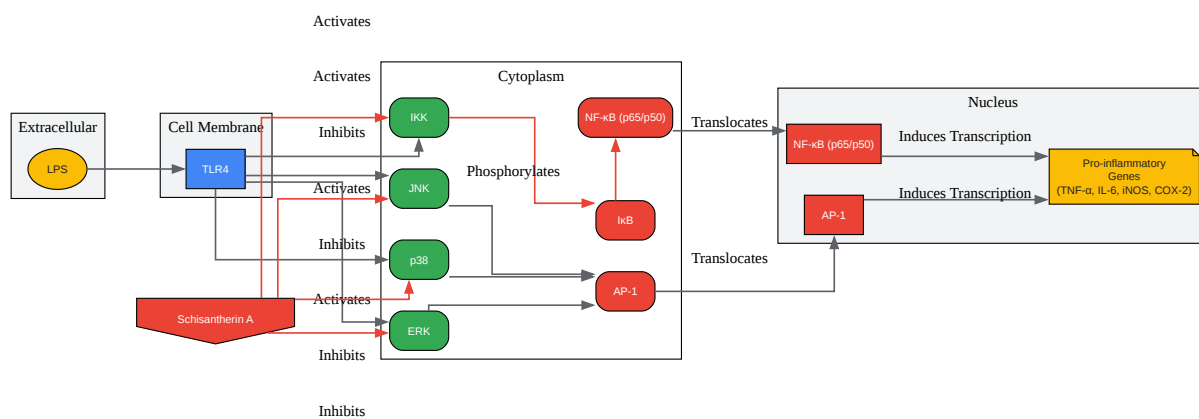 Activates
Activates
Inhibits
Activates
Inhibits
Activates
Inhibits
Inhibits
Extracellular
LPS
Cell Membrane
TLR4
Schisantherin A
Cytoplasm
IKK
JNK
p38
ERK
Phosphorylates
NF-κB (p65/p50)
IκB
AP-1
Translocates
Translocates
Nucleus
NF-κB (p65/p50)
AP-1
Induces Transcription
Induces Transcription
Pro-inflammatory
Genes
(TNF-α, IL-6, iNOS, COX-2)